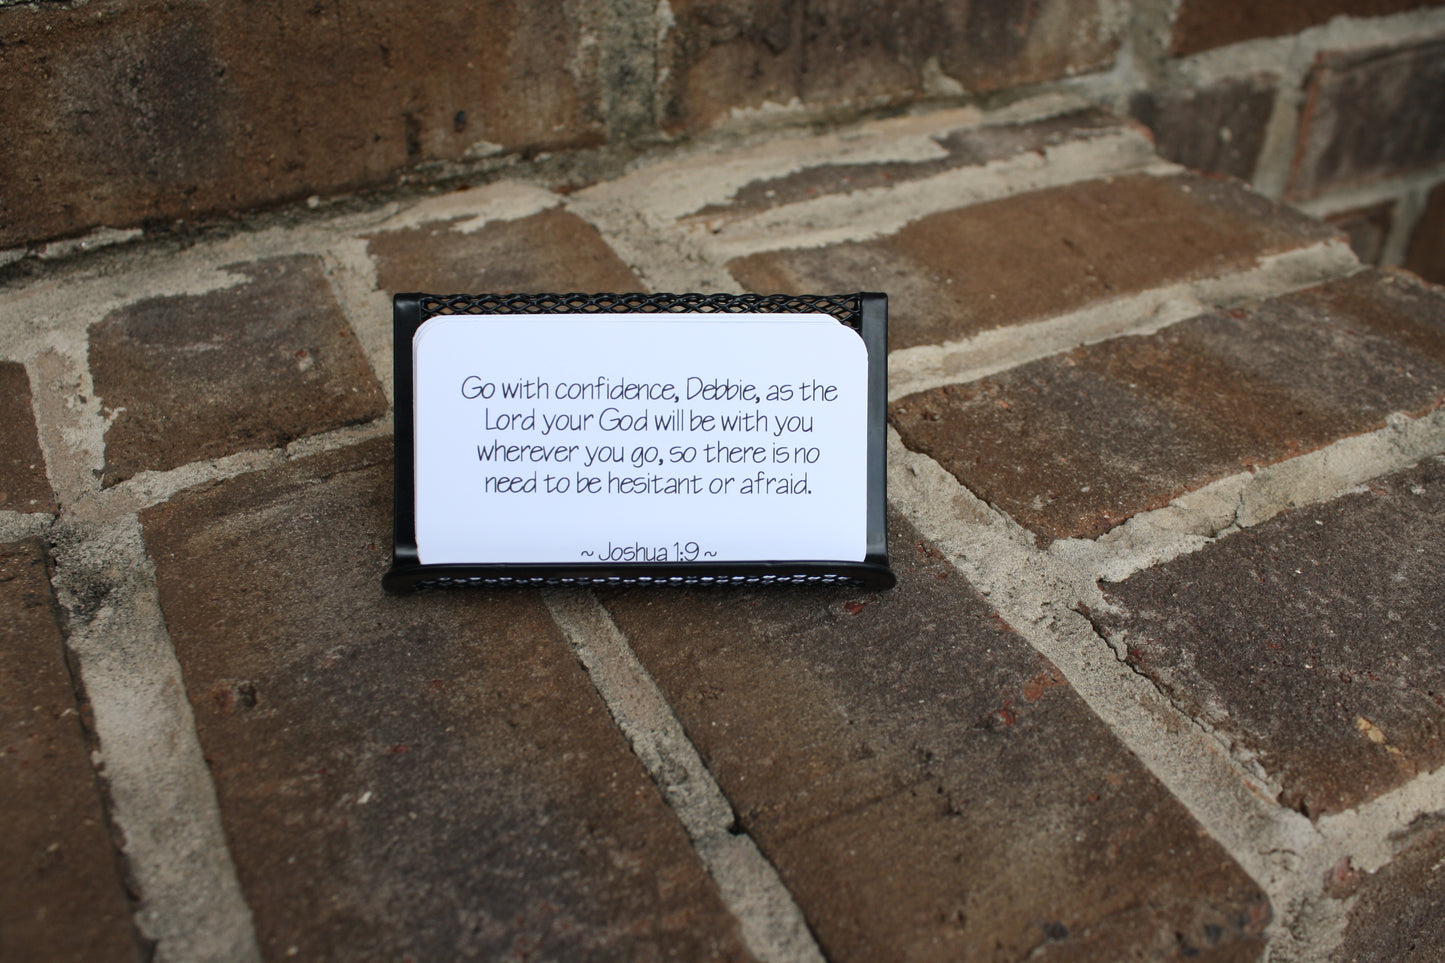 Go with confidence, Debbie, as the
Lord your God will be with you
wherever you go, so there is no
need to be hesitant or afraid.
~ Joshua 1:9 ~